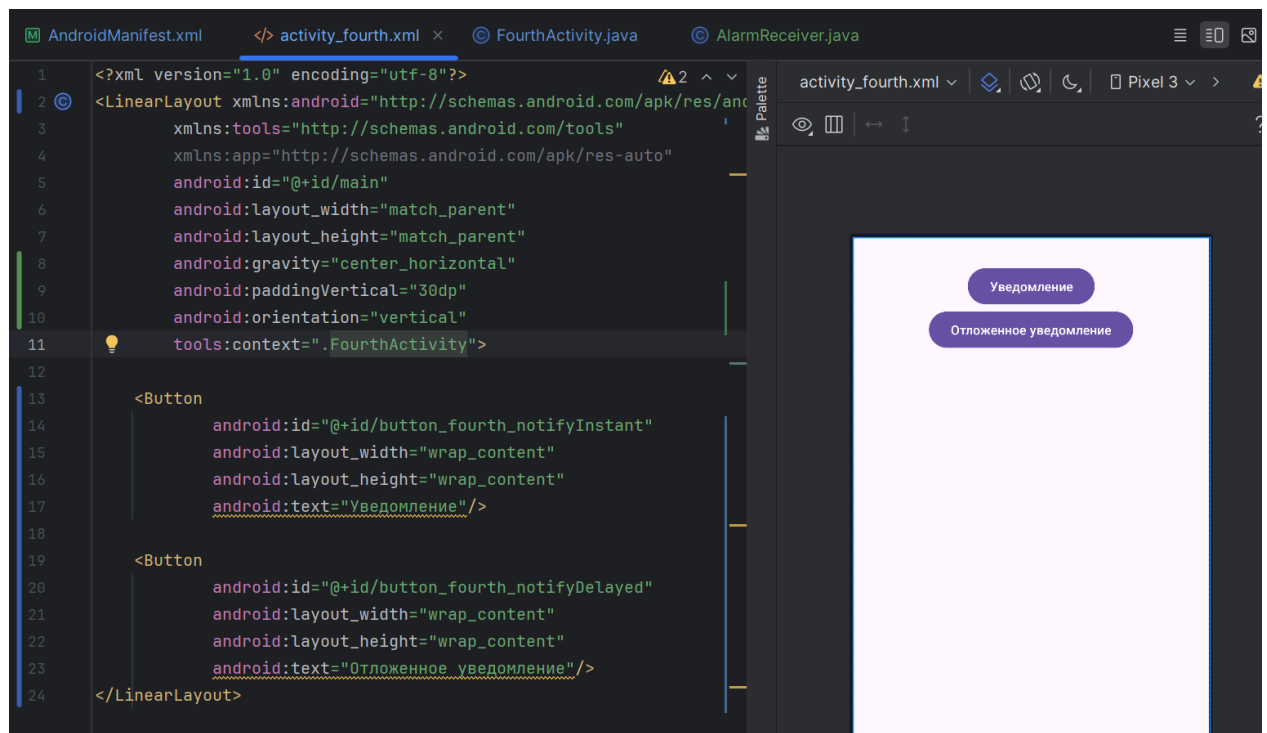 AndroidManifest.xml
activity_fourth.xml
FourthActivity.java
AlarmReceiver.java
1 <?xml version="1.0" encoding="utf-8"?>
2
2 <LinearLayout xmlns:android="http://schemas.android.com/apk/res/and
3 xmlns:tools="http://schemas.android.com/tools"
4 xmlns:app="http://schemas.android.com/apk/res-auto"
5 android:id="@+id/main"
6 android:layout_width="match_parent"
7 android:layout_height="match_parent"
8 android:gravity="center_horizontal"
9 android:paddingVertical="30dp"
10 android:orientation="vertical"
11 tools:context=".FourthActivity">
12
13 <Button
14 android:id="@+id/button_fourth_notifyInstant"
15 android:layout_width="wrap_content"
16 android:layout_height="wrap_content"
17 android:text="Уведомление"/>
18
19 <Button
20 android:id="@+id/button_fourth_notifyDelayed"
21 android:layout_width="wrap_content"
22 android:layout_height="wrap_content"
23 android:text="Отложенное уведомление"/>
24 </LinearLayout>
Palette
activity_fourth.xml
Pixel 3
Уведомление
Отложенное уведомление